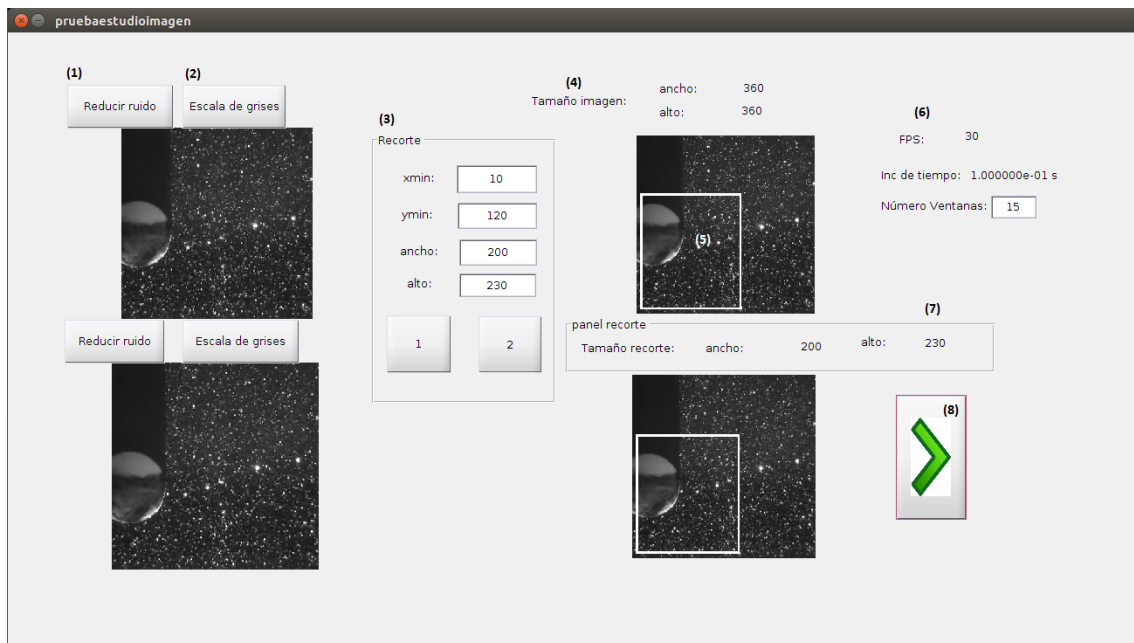 pruebaestudioimagen
(1) (2)
Reducir ruido Escala de grises
(3)
Recorte
xmin: 10
ymin: 120
ancho: 200
alto: 230
1 2
(4)
Tamaño imagen:
ancho: 360
alto: 360
(5)
(6)
FPS: 30
Inc de tiempo: 1.000000e-01 s
Número Ventanas: 15
Reducir ruido Escala de grises
(7)
panel recorte
Tamaño recorte: ancho: 200 alto: 230
(8)